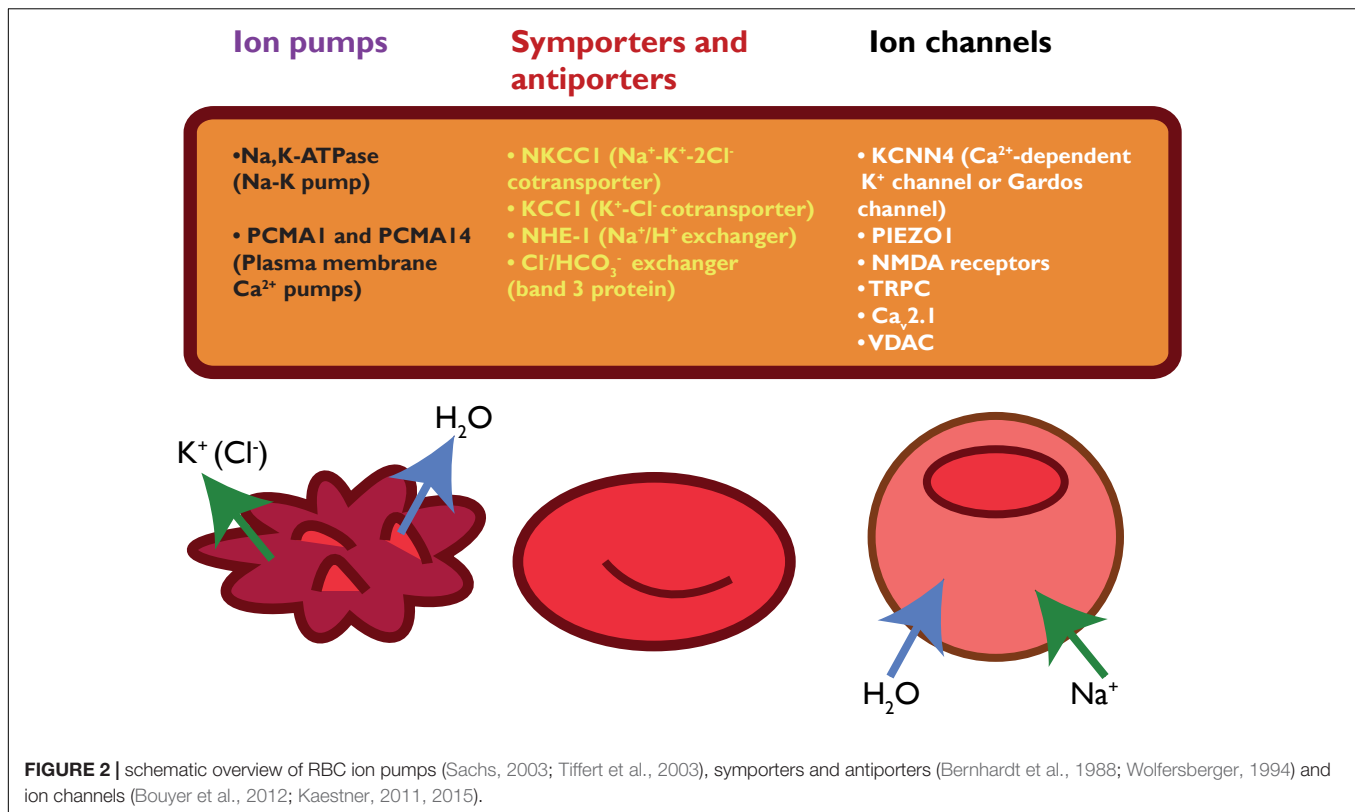 Ion pumps
Symporters and
antiporters
Ion channels
•Na,K-ATPase
(Na-K pump)
• PCMA1 and PCMA14
(Plasma membrane
Ca²⁺ pumps)
• NKCC1 (Na⁺-K⁺-2Cl⁻
cotransporter)
• KCC1 (K⁺-Cl⁻ cotransporter)
• NHE-1 (Na⁺/H⁺ exchanger)
• Cl⁻/HCO₃⁻ exchanger
(band 3 protein)
• KCNN4 (Ca²⁺-dependent
K⁺ channel or Gardos
channel)
• PIEZO1
• NMDA receptors
• TRPC
• Caᵥ2.1
• VDAC
K⁺ (Cl⁻)
H₂O
H₂O
Na⁺
FIGURE 2 | schematic overview of RBC ion pumps (Sachs, 2003; Tiffert et al., 2003), symporters and antiporters (Bernhardt et al., 1988; Wolfersberger, 1994) and
ion channels (Bouyer et al., 2012; Kaestner, 2011, 2015).